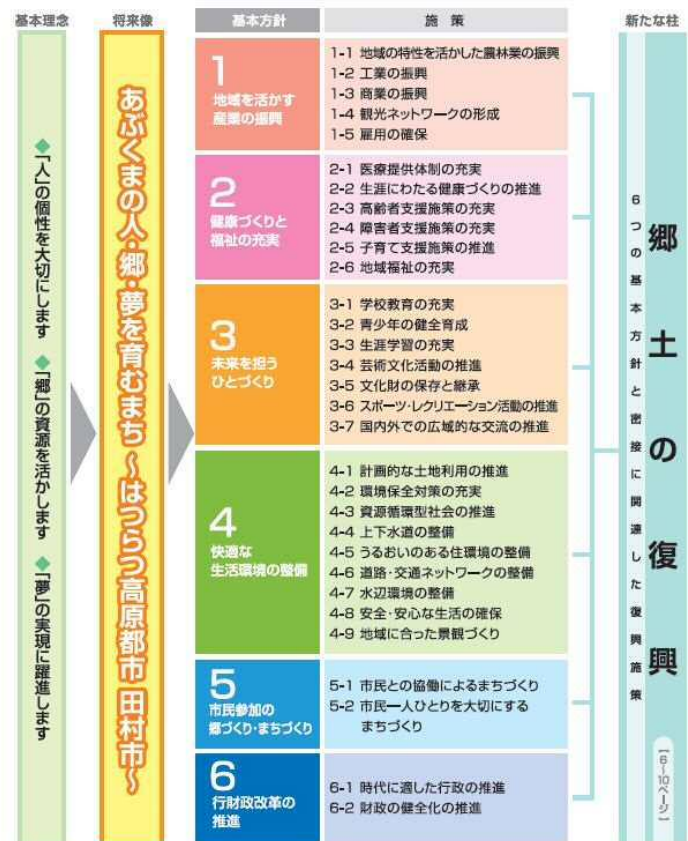 基本理念
将来像
基本方針
施策
新たな柱
◆「人」の個性を大切にします ◆「郷」の資源を活かします ◆「夢」の実現に躍進します
あぶくまの人・郷・夢を育むまち ～はつらつ高原都市 田村市～
1
地域を活かす
産業の振興
1-1 地域の特性を活かした農林業の振興
1-2 工業の振興
1-3 商業の振興
1-4 観光ネットワークの形成
1-5 雇用の確保
2
健康づくりと
福祉の充実
2-1 医療提供体制の充実
2-2 生涯にわたる健康づくりの推進
2-3 高齢者支援施策の充実
2-4 障害者支援施策の充実
2-5 子育て支援施策の推進
2-6 地域福祉の充実
3
未来を担う
ひとづくり
3-1 学校教育の充実
3-2 青少年の健全育成
3-3 生涯学習の充実
3-4 芸術文化活動の推進
3-5 文化財の保存と継承
3-6 スポーツ・レクリエーション活動の推進
3-7 国内外での広域的な交流の推進
4
快適な
生活環境の整備
4-1 計画的な土地利用の推進
4-2 環境保全対策の充実
4-3 資源循環型社会の推進
4-4 上下水道の整備
4-5 うるおいのある住環境の整備
4-6 道路・交通ネットワークの整備
4-7 水辺環境の整備
4-8 安全・安心な生活の確保
4-9 地域に合った景観づくり
5
市民参加の
郷づくり・まちづくり
5-1 市民との協働によるまちづくり
5-2 市民一人ひとりを大切にする
まちづくり
6
行財政改革の
推進
6-1 時代に適した行政の推進
6-2 財政の健全化の推進
郷土の復興
6つの基本方針と密接に関連した復興施策
【6～10ページ】